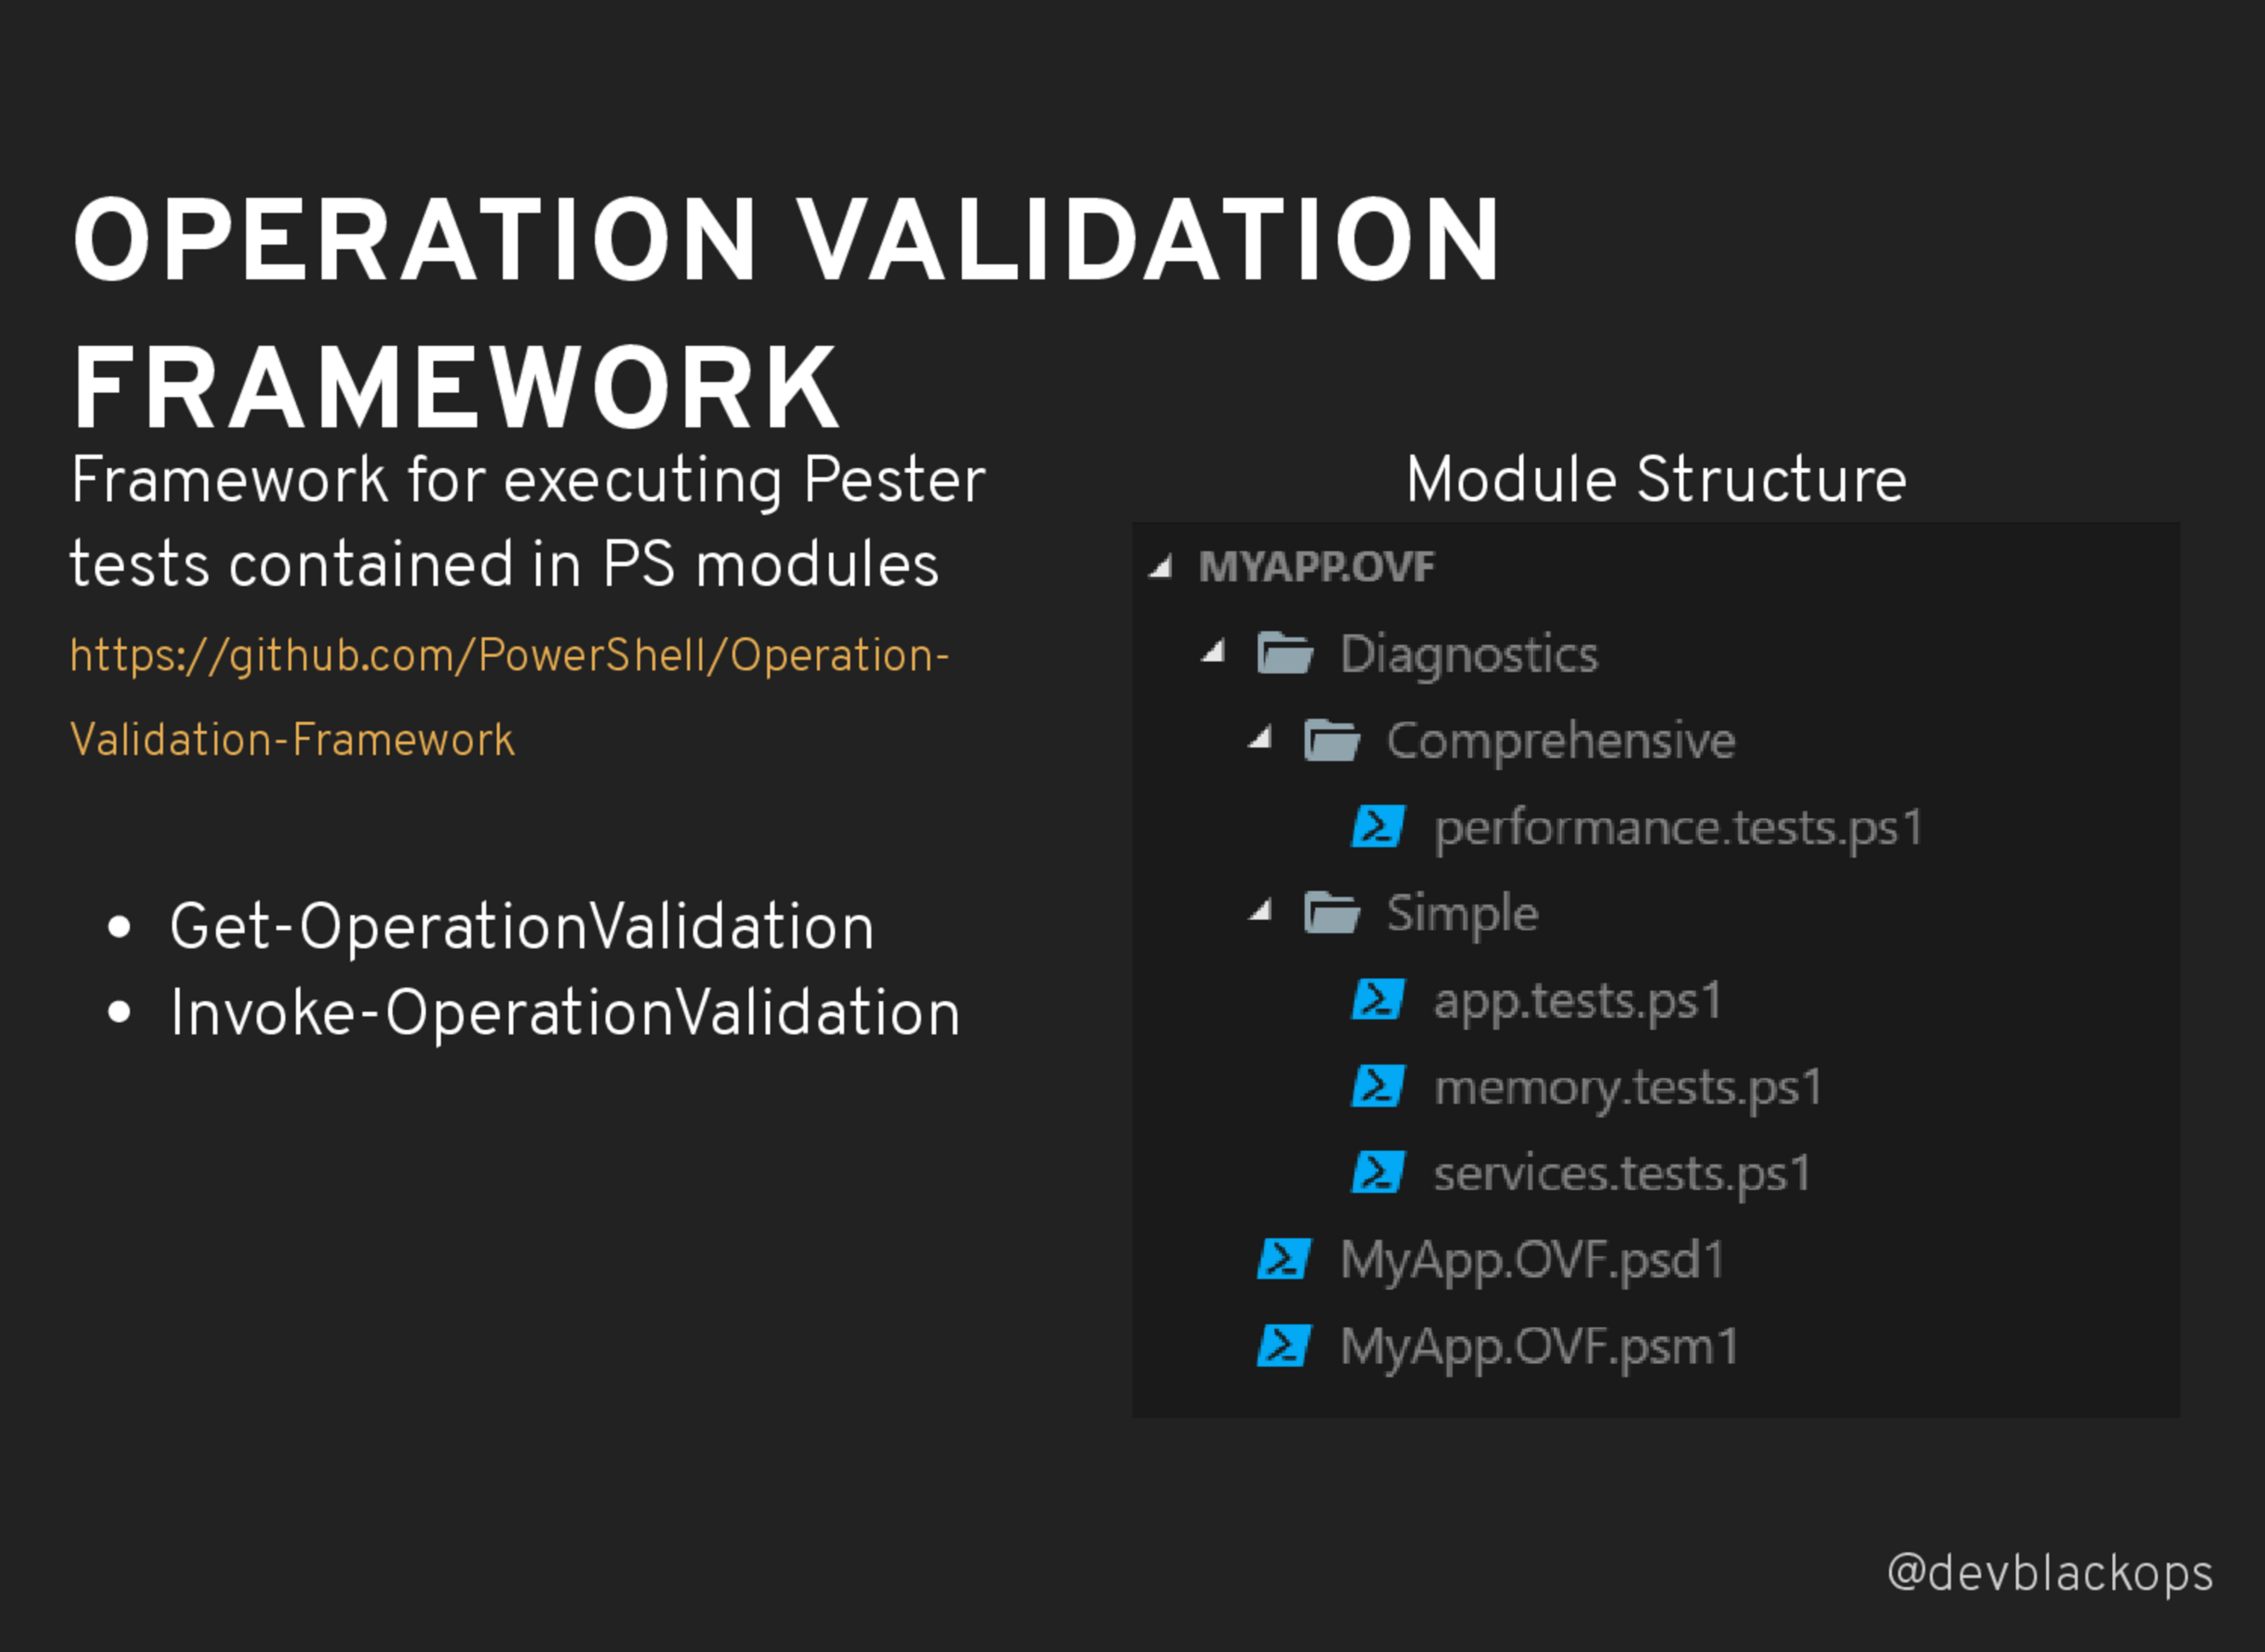 OPERATION VALIDATION
FRAMEWORK
Framework for executing Pester
tests contained in PS modules
https://github.com/PowerShell/Operation-
Validation-Framework
• Get-OperationValidation
• Invoke-OperationValidation
Module Structure
MYAPP.OVF
Diagnostics
Comprehensive
performance.tests.ps1
Simple
app.tests.ps1
memory.tests.ps1
services.tests.ps1
MyApp.OVF.psd1
MyApp.OVF.psm1
@devblackops